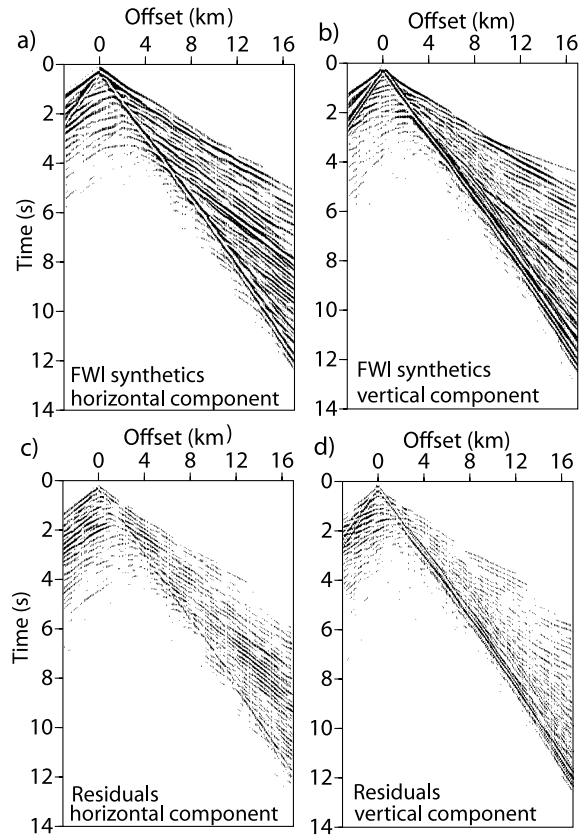 Offset (km)
Offset (km)
a)
0 4 8 12 16
b)
0 4 8 12 16
0
2
4
6
8
10
12
14
Time (s)
FWI synthetics
horizontal component
0
2
4
6
8
10
12
14
FWI synthetics
vertical component
Offset (km)
Offset (km)
c)
0 4 8 12 16
d)
0 4 8 12 16
0
2
4
6
8
10
12
14
Time (s)
Residuals
horizontal component
0
2
4
6
8
10
12
14
Residuals
vertical component